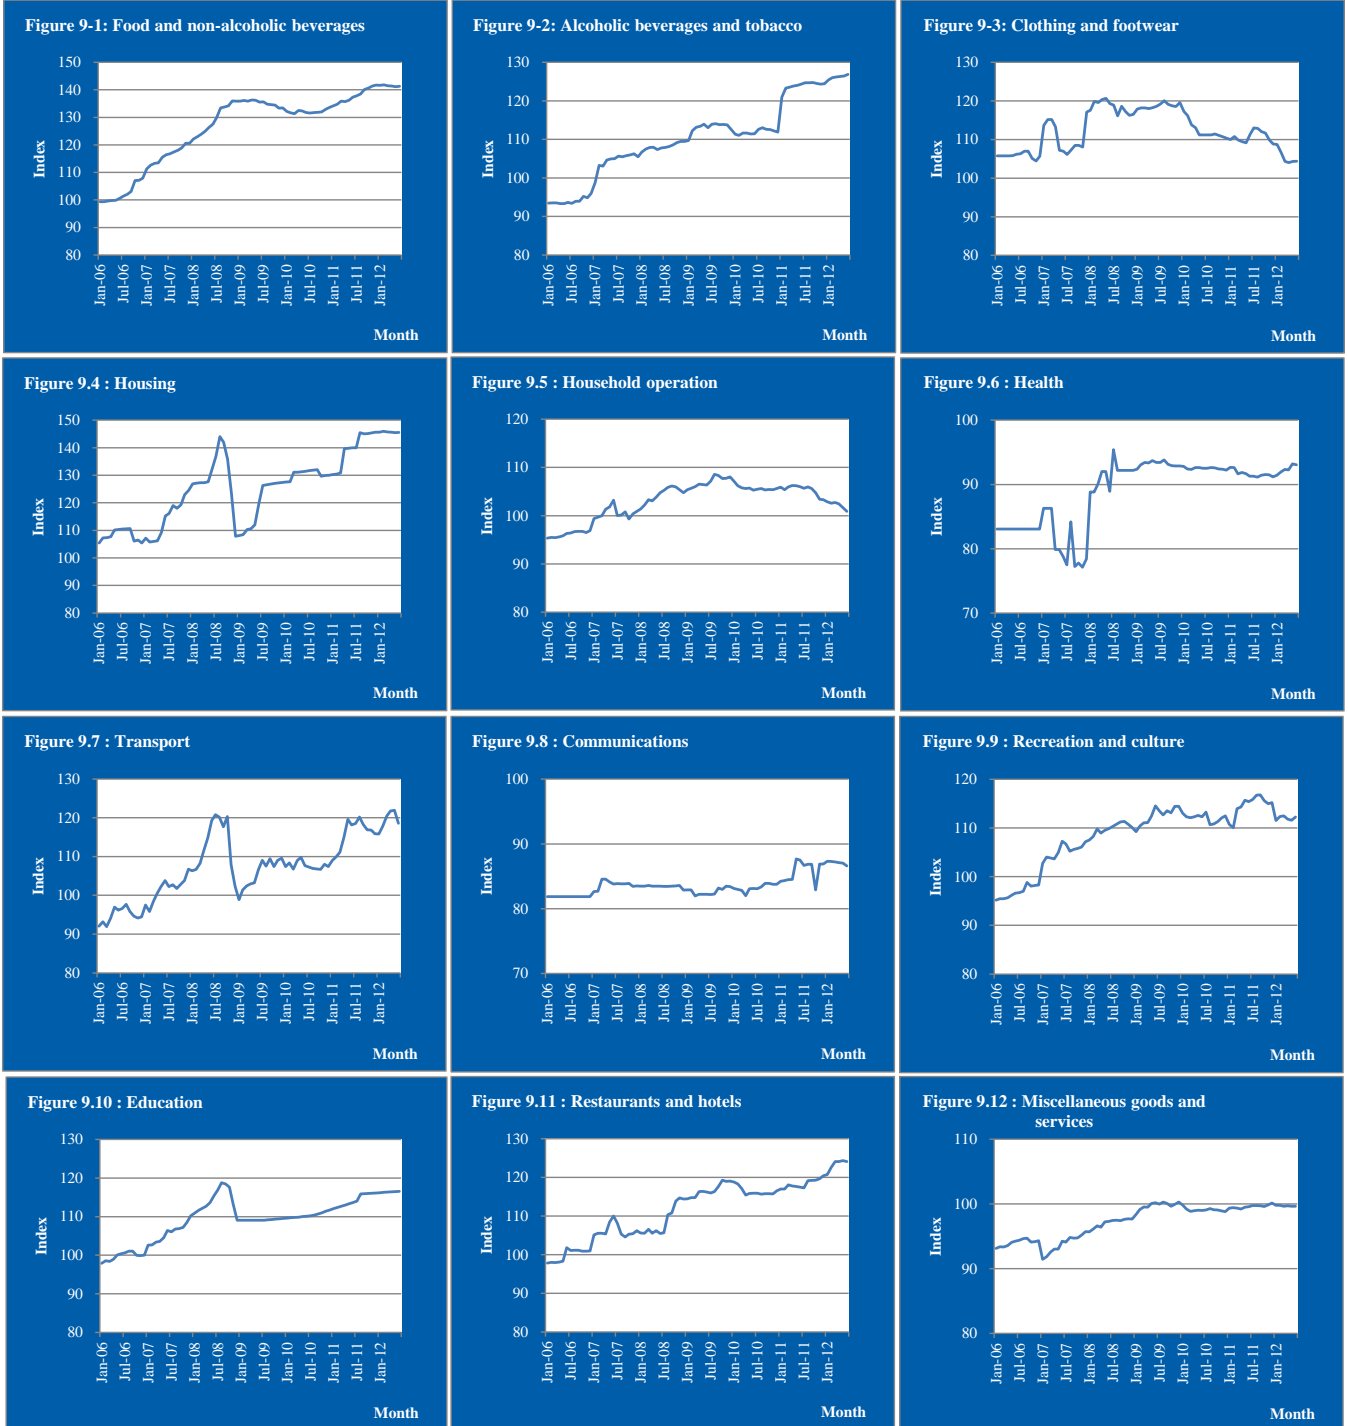 Figure 9-1: Food and non-alcoholic beverages
Index
150
140
130
120
110
100
90
80
Jan-06
Jul-06
Jan-07
Jul-07
Jan-08
Jul-08
Jan-09
Jul-09
Jan-10
Jul-10
Jan-11
Jul-11
Jan-12
Month
Figure 9-2: Alcoholic beverages and tobacco
Index
130
120
110
100
90
80
Jan-06
Jul-06
Jan-07
Jul-07
Jan-08
Jul-08
Jan-09
Jul-09
Jan-10
Jul-10
Jan-11
Jul-11
Jan-12
Month
Figure 9-3: Clothing and footwear
Index
130
120
110
100
90
80
Jan-06
Jul-06
Jan-07
Jul-07
Jan-08
Jul-08
Jan-09
Jul-09
Jan-10
Jul-10
Jan-11
Jul-11
Jan-12
Month
Figure 9.4 : Housing
Index
150
140
130
120
110
100
90
80
Jan-06
Jul-06
Jan-07
Jul-07
Jan-08
Jul-08
Jan-09
Jul-09
Jan-10
Jul-10
Jan-11
Jul-11
Jan-12
Month
Figure 9.5 : Household operation
Index
120
110
100
90
80
Jan-06
Jul-06
Jan-07
Jul-07
Jan-08
Jul-08
Jan-09
Jul-09
Jan-10
Jul-10
Jan-11
Jul-11
Jan-12
Month
Figure 9.6 : Health
Index
100
90
80
70
Jan-06
Jul-06
Jan-07
Jul-07
Jan-08
Jul-08
Jan-09
Jul-09
Jan-10
Jul-10
Jan-11
Jul-11
Jan-12
Month
Figure 9.7 : Transport
Index
130
120
110
100
90
80
Jan-06
Jul-06
Jan-07
Jul-07
Jan-08
Jul-08
Jan-09
Jul-09
Jan-10
Jul-10
Jan-11
Jul-11
Jan-12
Month
Figure 9.8 : Communications
Index
100
90
80
70
Jan-06
Jul-06
Jan-07
Jul-07
Jan-08
Jul-08
Jan-09
Jul-09
Jan-10
Jul-10
Jan-11
Jul-11
Jan-12
Month
Figure 9.9 : Recreation and culture
Index
120
110
100
90
80
Jan-06
Jul-06
Jan-07
Jul-07
Jan-08
Jul-08
Jan-09
Jul-09
Jan-10
Jul-10
Jan-11
Jul-11
Jan-12
Month
Figure 9.10 : Education
Index
130
120
110
100
90
80
Jan-06
Jul-06
Jan-07
Jul-07
Jan-08
Jul-08
Jan-09
Jul-09
Jan-10
Jul-10
Jan-11
Jul-11
Jan-12
Month
Figure 9.11 : Restaurants and hotels
Index
130
120
110
100
90
80
Jan-06
Jul-06
Jan-07
Jul-07
Jan-08
Jul-08
Jan-09
Jul-09
Jan-10
Jul-10
Jan-11
Jul-11
Jan-12
Month
Figure 9.12 : Miscellaneous goods and
services
Index
110
100
90
80
Jan-06
Jul-06
Jan-07
Jul-07
Jan-08
Jul-08
Jan-09
Jul-09
Jan-10
Jul-10
Jan-11
Jul-11
Jan-12
Month